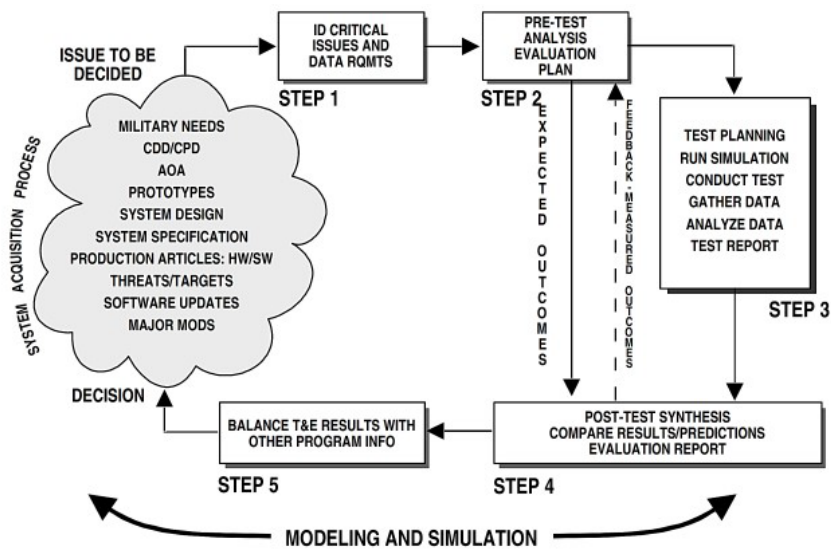 ISSUE TO BE
DECIDED
ID CRITICAL
ISSUES AND
DATA RQMTS
STEP 1
PRE-TEST
ANALYSIS
EVALUATION
PLAN
STEP 2
SYSTEM ACQUISITION PROCESS
MILITARY NEEDS
CDD/CPD
AOA
PROTOTYPES
SYSTEM DESIGN
SYSTEM SPECIFICATION
PRODUCTION ARTICLES: HW/SW
THREATS/TARGETS
SOFTWARE UPDATES
MAJOR MODS
EXPECTED OUTCOMES
FEEDBACK-MEASURED OUTCOMES
TEST PLANNING
RUN SIMULATION
CONDUCT TEST
GATHER DATA
ANALYZE DATA
TEST REPORT
STEP 3
DECISION
BALANCE T&E RESULTS WITH
OTHER PROGRAM INFO
STEP 5
POST-TEST SYNTHESIS
COMPARE RESULTS/PREDICTIONS
EVALUATION REPORT
STEP 4
MODELING AND SIMULATION